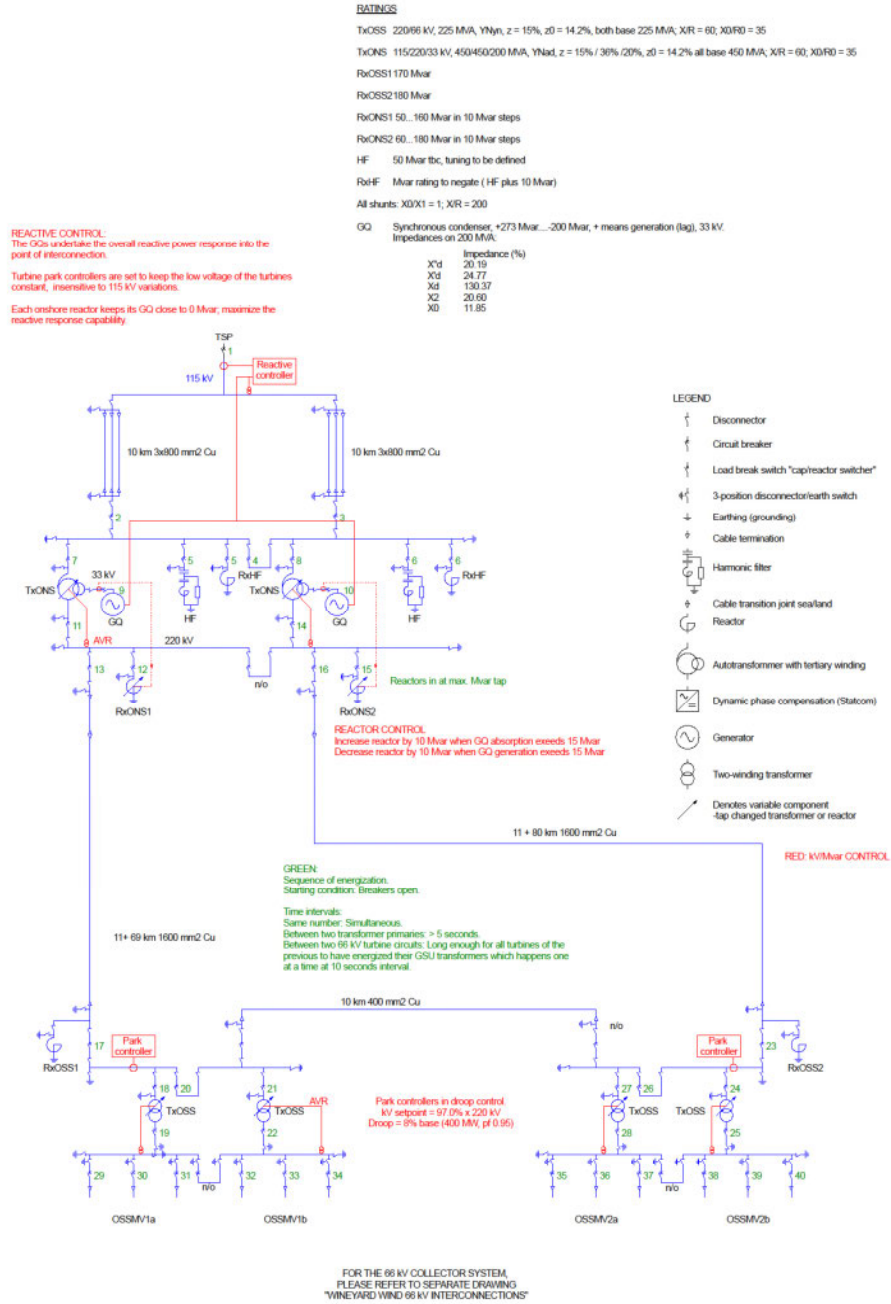 RATINGS
TxOSS 220/66 kV, 225 MVA, YNyn, z = 15%, z0 = 14.2%, both base 225 MVA; X/R = 60; X0/R0 = 35
TxONS 115/220/33 kV, 450/450/200 MVA, YNad, z = 15% / 36% /20%, z0 = 14.2% all base 450 MVA; X/R = 60; X0/R0 = 35
RxOSS1 170 Mvar
RxOSS2 180 Mvar
RxONS1 50...160 Mvar in 10 Mvar steps
RxONS2 60...180 Mvar in 10 Mvar steps
HF 50 Mvar tbc, tuning to be defined
RxHF Mvar rating to negate ( HF plus 10 Mvar)
All shunts: X0/X1 = 1; X/R = 200
GQ Synchronous condenser, +273 Mvar....-200 Mvar, + means generation (lag), 33 kV.
Impedances on 200 MVA:
Impedance (%)
X"d 20.19
X'd 24.77
Xd 130.37
X2 20.60
X0 11.85
REACTIVE CONTROL:
The GQs undertake the overall reactive power response into the
point of interconnection.
Turbine park controllers are set to keep the low voltage of the turbines
constant, insensitive to 115 kV variations.
Each onshore reactor keeps its GQ close to 0 Mvar; maximize the
reactive response capablility.
TSP
1
Reactive
controller
115 kV
10 km 3x800 mm2 Cu
10 km 3x800 mm2 Cu
2
3
7
5
5
4
8
6
6
33 kV
RxHF
RxHF
TxONS
9
TxONS
10
GQ
HF
GQ
HF
11
14
AVR
220 kV
13
12
n/o
16
15
Reactors in at max. Mvar tap
RxONS1
RxONS2
REACTOR CONTROL
Increase reactor by 10 Mvar when GQ absorption exeeds 15 Mvar
Decrease reactor by 10 Mvar when GQ generation exceeds 15 Mvar
LEGEND
Disconnector
Circuit breaker
Load break switch "cap/reactor switcher"
3-position disconnector/earth switch
Earthing (grounding)
Cable termination
Harmonic filter
Cable transition joint sea/land
Reactor
Autotransformmer with tertiary winding
Dynamic phase compensation (Statcom)
Generator
Two-winding transformer
Denotes variable component
-tap changed transformer or reactor
11 + 80 km 1600 mm2 Cu
RED: kV/Mvar CONTROL
GREEN:
Sequence of energization.
Starting condition: Breakers open.
Time intervals:
Same number: Simultaneous.
Between two transformer primaries: > 5 seconds.
Between two 66 kV turbine circuits: Long enough for all turbines of the
previous to have energized their GSU transformers which happens one
at a time at 10 seconds interval.
11+ 69 km 1600 mm2 Cu
10 km 400 mm2 Cu
n/o
RxOSS1
17
Park
controller
Park
controller
23
RxOSS2
18
20
21
27
26
24
TxOSS
TxOSS
AVR
TxOSS
TxOSS
Park controllers in droop control
kV setpoint = 97.0% x 220 kV
Droop = 8% base (400 MW, pf 0.95)
19
22
28
25
29
30
31
n/o
32
33
34
35
36
37
n/o
38
39
40
OSSMV1a
OSSMV1b
OSSMV2a
OSSMV2b
FOR THE 66 kV COLLECTOR SYSTEM,
PLEASE REFER TO SEPARATE DRAWING
"WINEYARD WIND 66 kV INTERCONNECTIONS"